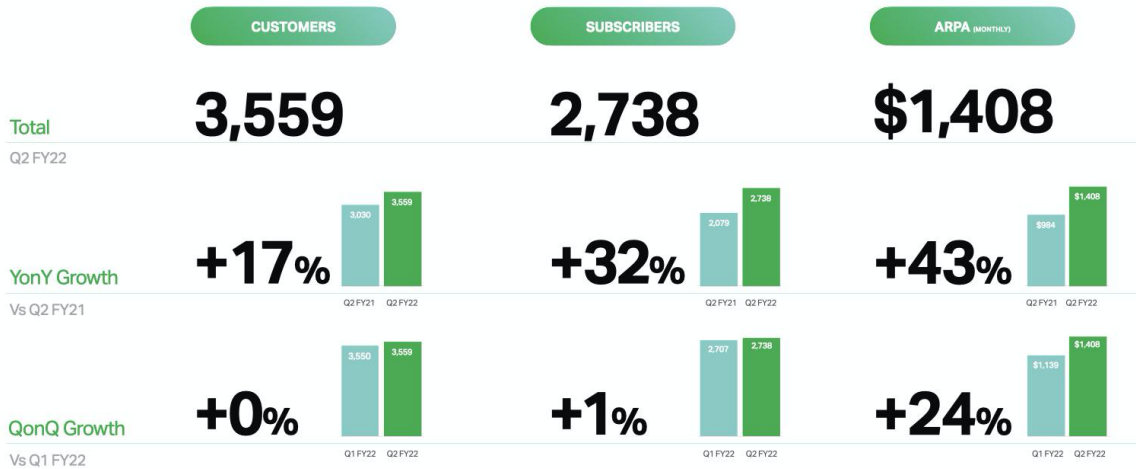 CUSTOMERS
SUBSCRIBERS
ARPA (MONTHLY)
Total
3,559
2,738
$1,408
Q2 FY22
YonY Growth
+17%
3,030
3,559
+32%
2,079
2,738
+43%
$984
$1,408
Vs Q2 FY21
Q2 FY21 Q2 FY22
Q2 FY21 Q2 FY22
Q2 FY21 Q2 FY22
QonQ Growth
+0%
3,550
3,559
+1%
2,707
2,738
+24%
$1,139
$1,408
Vs Q1 FY22
Q1 FY22 Q2 FY22
Q1 FY22 Q2 FY22
Q1 FY22 Q2 FY22